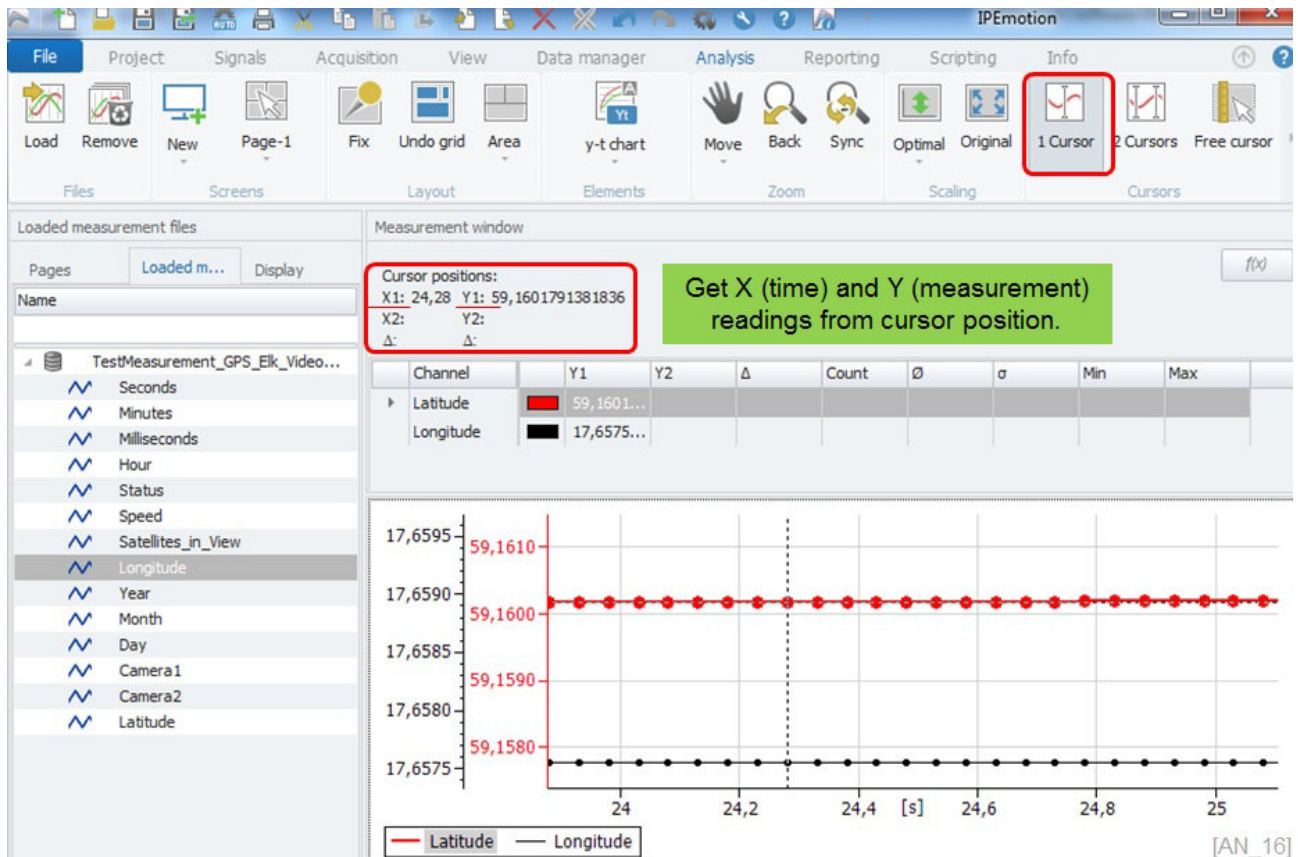 AUTO
IPEmotion
File Project Signals Acquisition View Data manager Analysis Reporting Scripting Info
Load Remove New Page-1 Fix Undo grid Area y-t chart Move Back Sync Optimal Original 1 Cursor 2 Cursors Free cursor
Files Screens Layout Elements Zoom Scaling Cursors
Loaded measurement files
Pages Loaded m... Display
Name
TestMeasurement_GPS_Elk_Video...
Seconds
Minutes
Milliseconds
Hour
Status
Speed
Satellites_in_View
Longitude
Year
Month
Day
Camera1
Camera2
Latitude
Measurement window
f(x)
Cursor positions:
X1: 24,28 Y1: 59,1601791381836
X2: Y2:
Δ: Δ:
Get X (time) and Y (measurement)
readings from cursor position.
Channel Y1 Y2 Δ Count Ø σ Min Max
Latitude 59,1601...
Longitude 17,6575...
17,6595
59,1610
17,6590
59,1600
17,6585
59,1590
17,6580
59,1580
17,6575
24 24,2 24,4 [s] 24,6 24,8 25
Latitude Longitude
[AN_16]